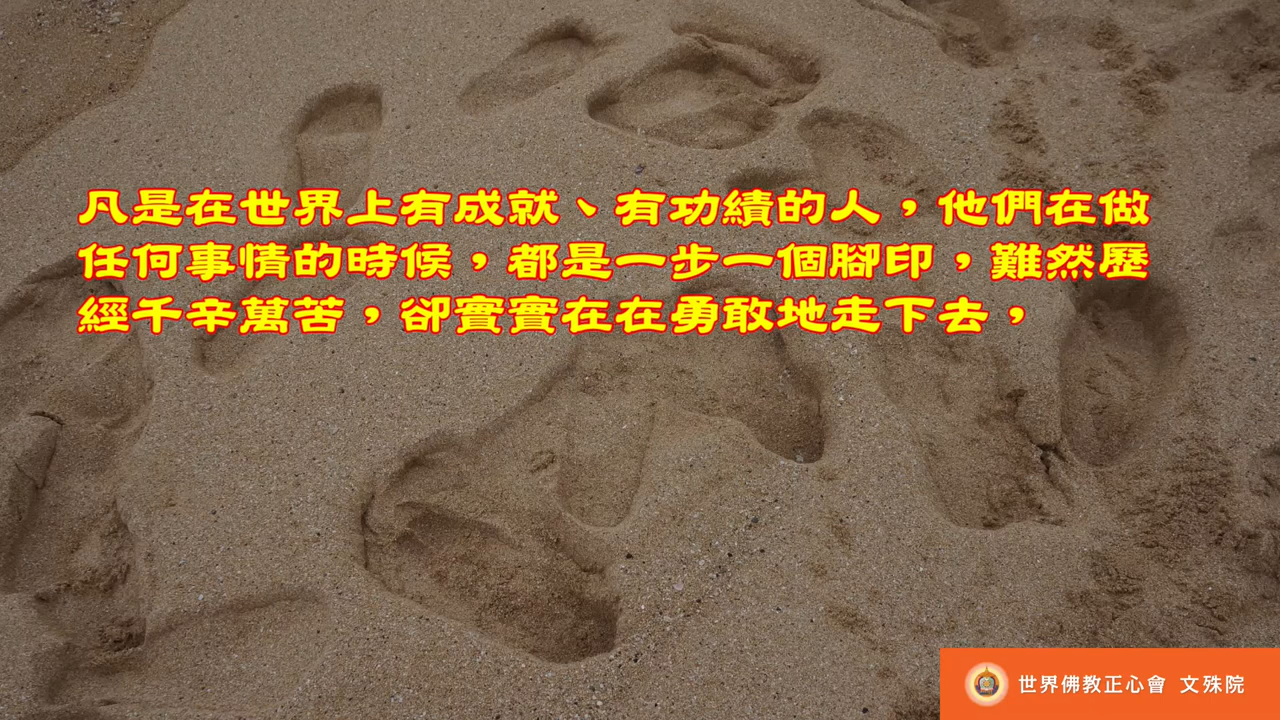 凡是在世界上有成就、有功績的人，他們在做
任何事情的時候，都是一步一個腳印，難然歷
經千辛萬苦，卻實實在在勇敢地走下去，
世界佛教正心會 文殊院